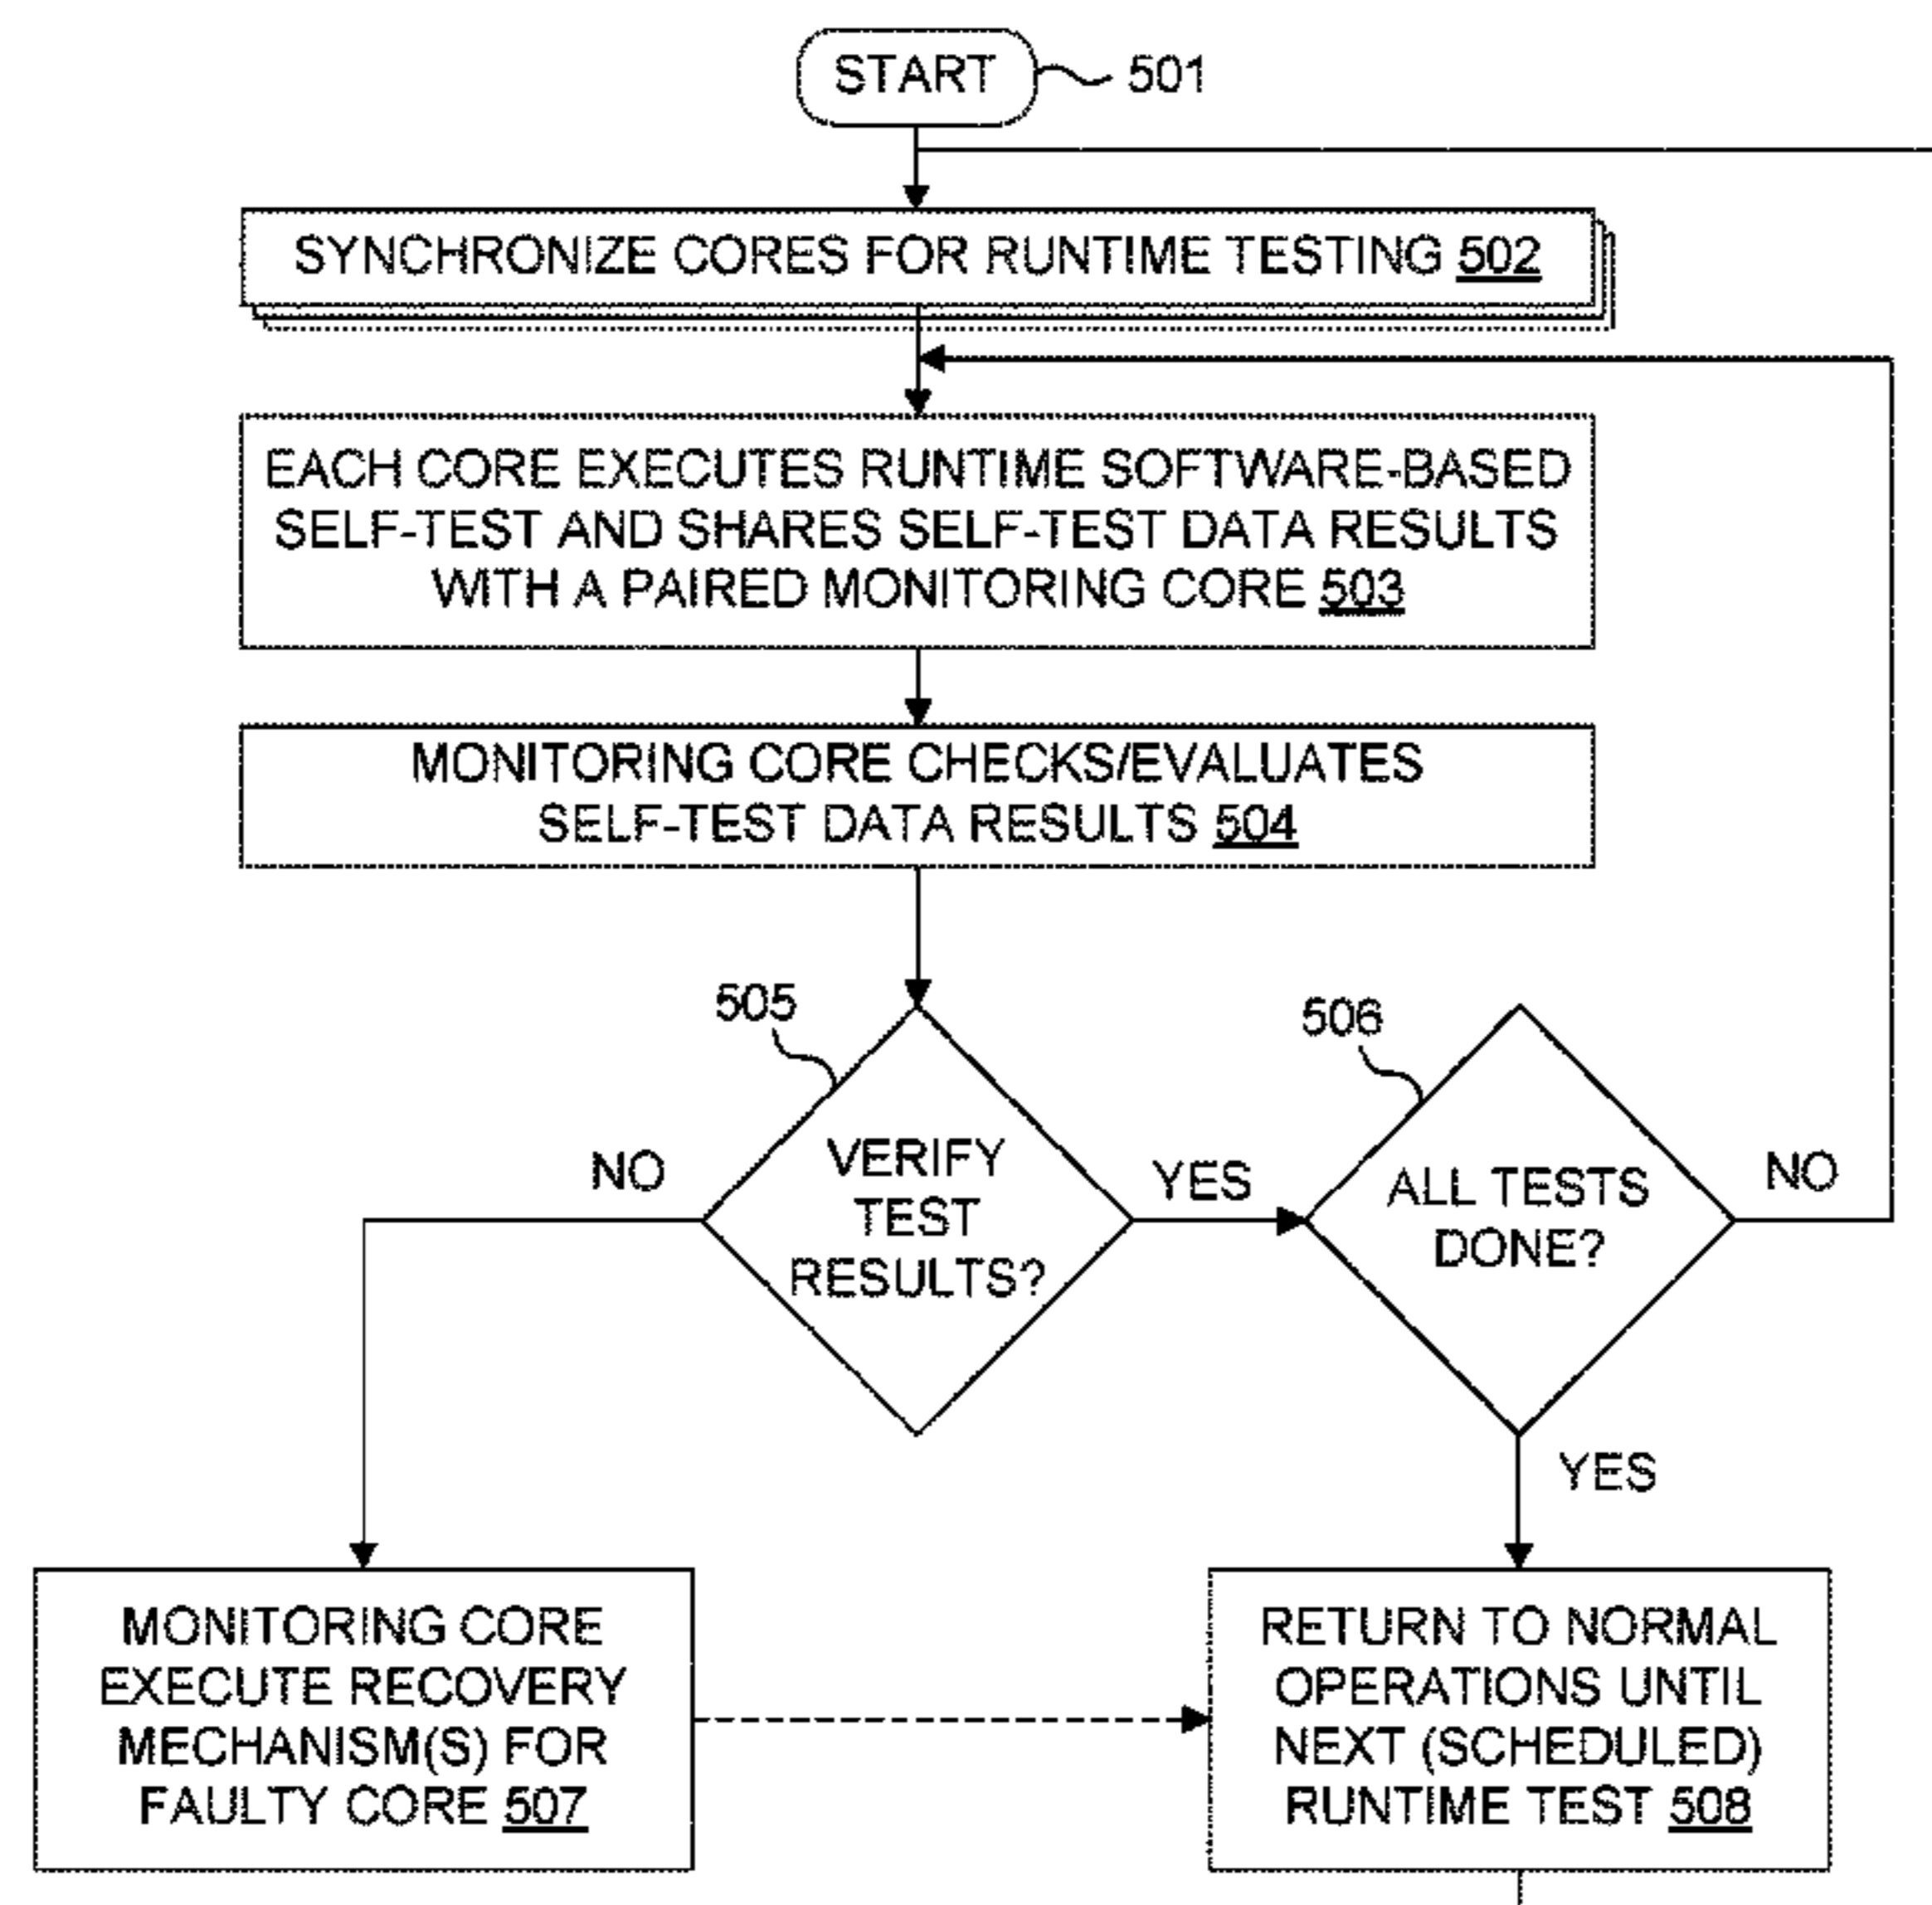 START
501
SYNCHRONIZE CORES FOR RUNTIME TESTING 502
EACH CORE EXECUTES RUNTIME SOFTWARE-BASED
SELF-TEST AND SHARES SELF-TEST DATA RESULTS
WITH A PAIRED MONITORING CORE 503
MONITORING CORE CHECKS/EVALUATES
SELF-TEST DATA RESULTS 504
505
506
NO
VERIFY
TEST
RESULTS?
YES
ALL TESTS
DONE?
NO
YES
MONITORING CORE
EXECUTE RECOVERY
MECHANISM(S) FOR
FAULTY CORE 507
RETURN TO NORMAL
OPERATIONS UNTIL
NEXT (SCHEDULED)
RUNTIME TEST 508